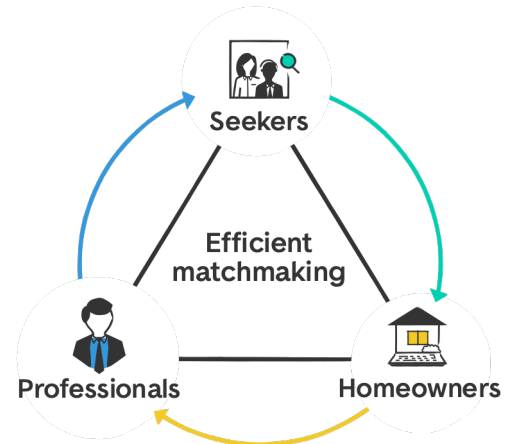 Seekers
Efficient
matchmaking
Professionals
Homeowners